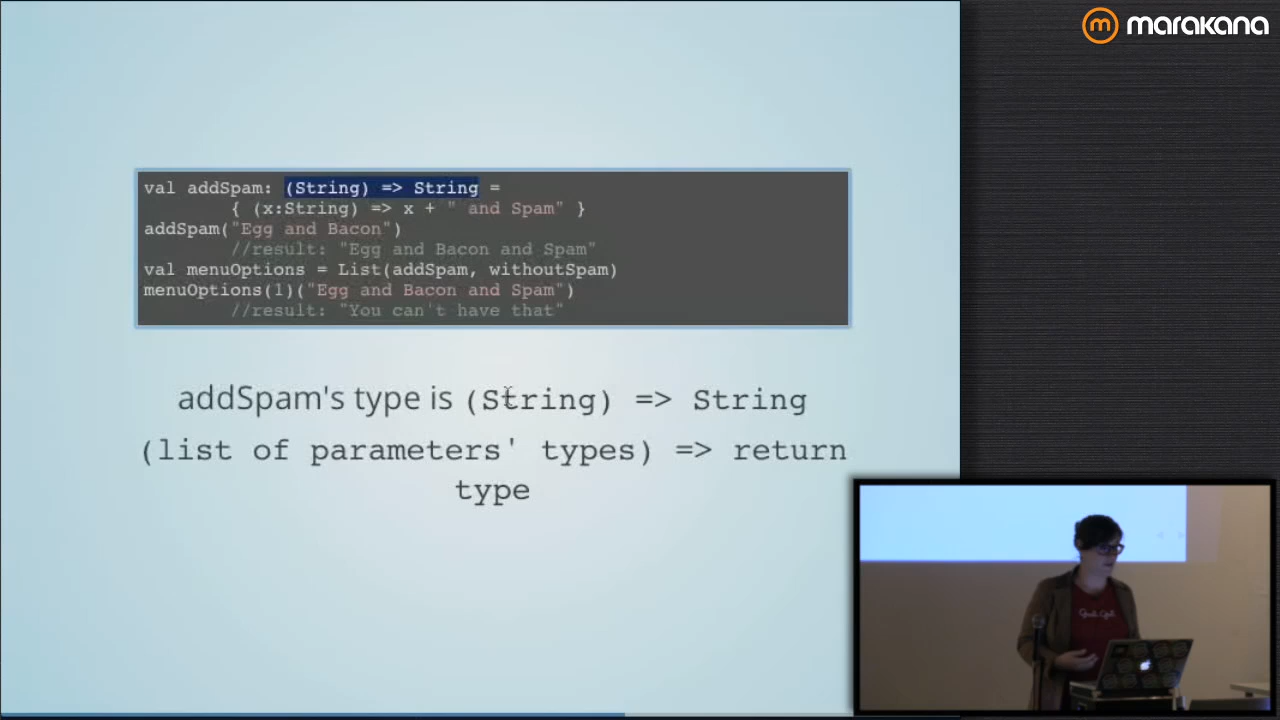 marakana
val addSpam: (String) => String =
{ (x:String) => x + " and Spam" }
addSpam("Egg and Bacon")
//result: "Egg and Bacon and Spam"
val menuOptions = List(addSpam, withoutSpam)
menuOptions(1)("Egg and Bacon and Spam")
//result: "You can't have that"
addSpam's type is (String) => String
(list of parameters' types) => return
type